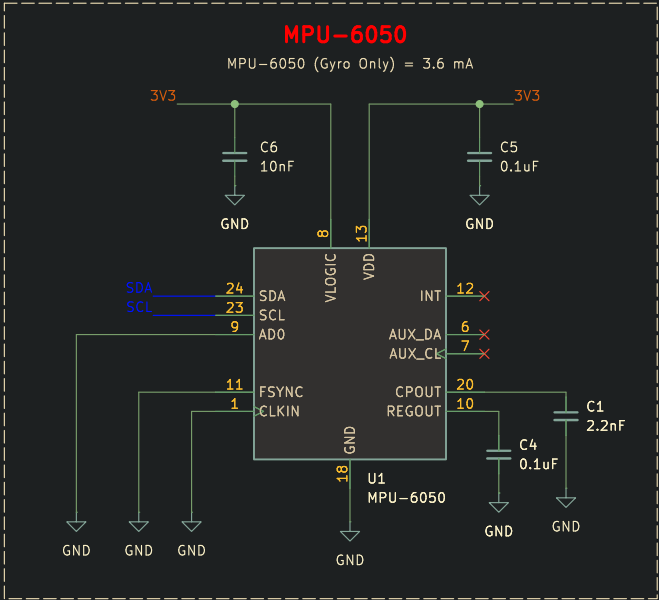 MPU-6050
MPU-6050 (Gyro Only) = 3.6 mA
3V3
3V3
C6
10nF
C5
0.1uF
GND
GND
8
13
VLOGIC
VDD
SDA
24
SDA
INT
12
SCL
23
SCL
9
AD0
AUX_DA
6
AUX_CL
7
11
FSYNC
CPOUT
20
1
CLKIN
REGOUT
10
C1
2.2nF
GND
C4
0.1uF
18
U1
MPU-6050
GND
GND
GND
GND
GND
GND